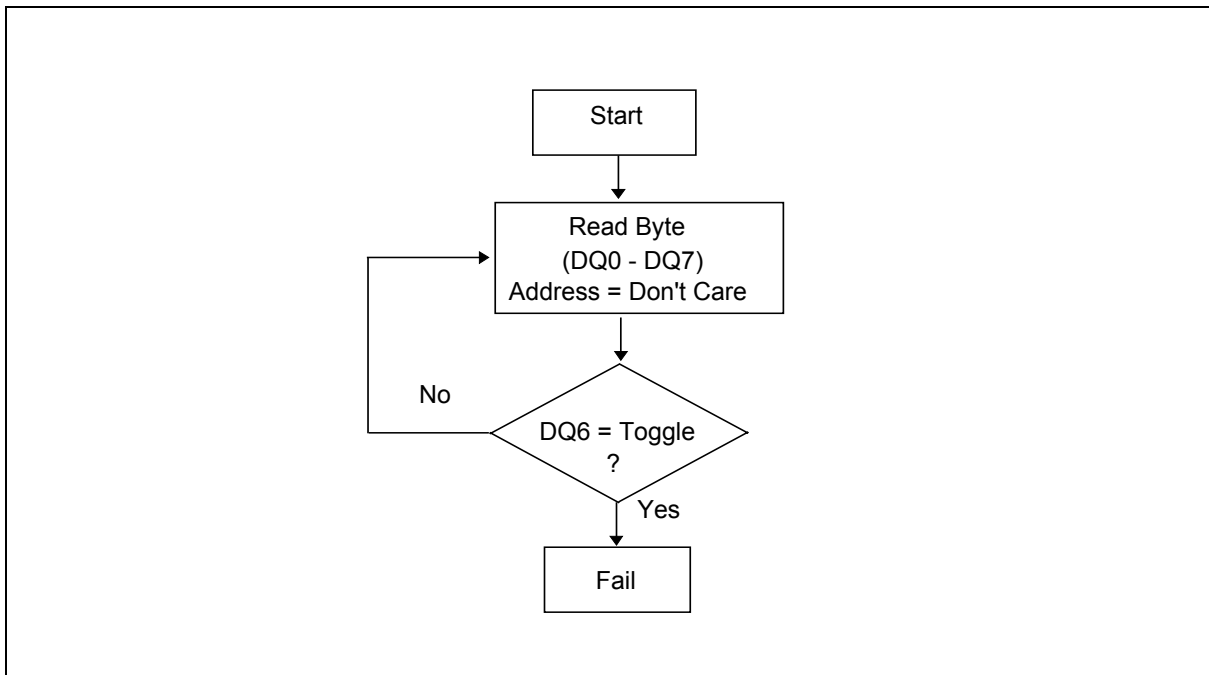 Start
Read Byte
(DQ0 - DQ7)
Address = Don't Care
No
DQ6 = Toggle
?
Yes
Fail